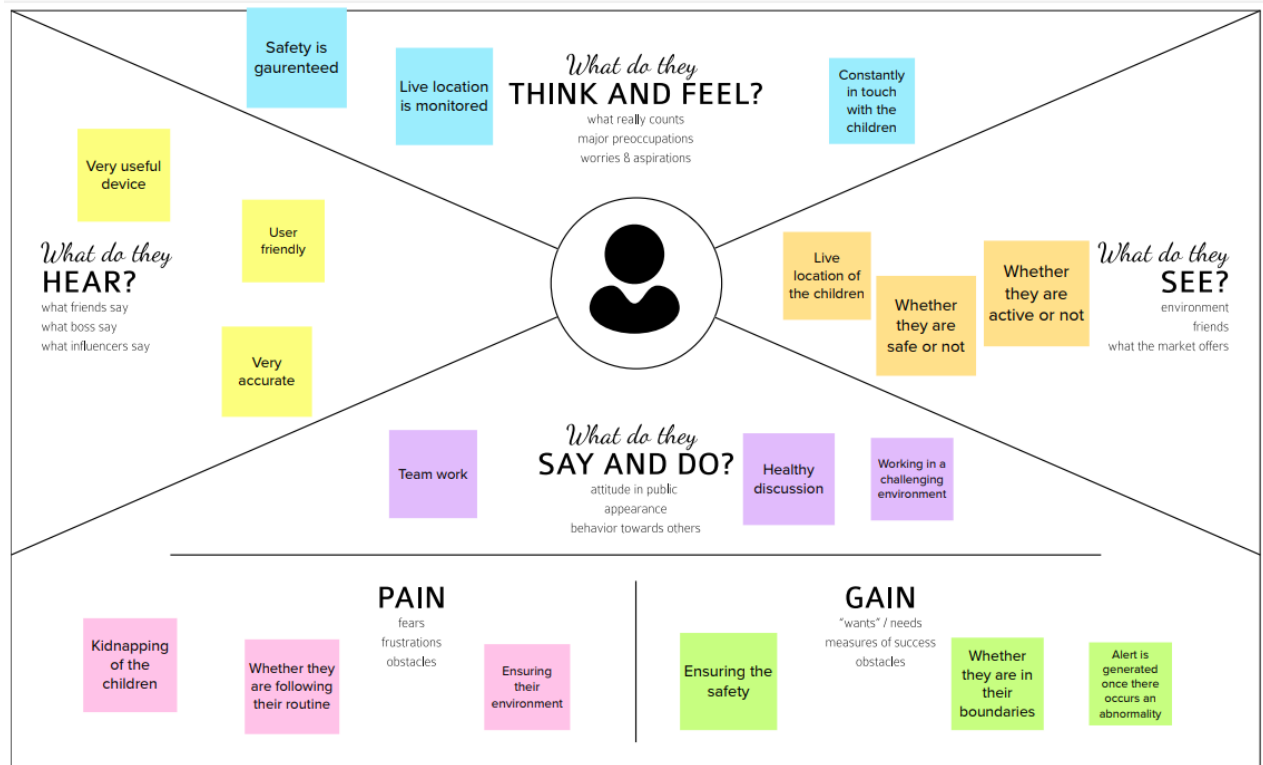 Safety is
gaurenteed
Live location
is monitored
What do they
THINK AND FEEL?
what really counts
major preoccupations
worries & aspirations
Constantly
in touch
with the
children
Very useful
device
User
friendly
What do they
HEAR?
what friends say
what boss say
what influencers say
Very
accurate
Live
location of
the children
Whether
they are
safe or not
Whether
they are
active or not
What do they
SEE?
environment
friends
what the market offers
Team work
What do they
SAY AND DO?
attitude in public
appearance
behavior towards others
Healthy
discussion
Working in a
challenging
environment
PAIN
fears
frustrations
obstacles
Kidnapping
of the
children
Whether they
are following
their routine
Ensuring
their
environment
GAIN
"wants" / needs
measures of success
obstacles
Ensuring the
safety
Whether
they are in
their
boundaries
Alert is
generated
once there
occurs an
abnormality